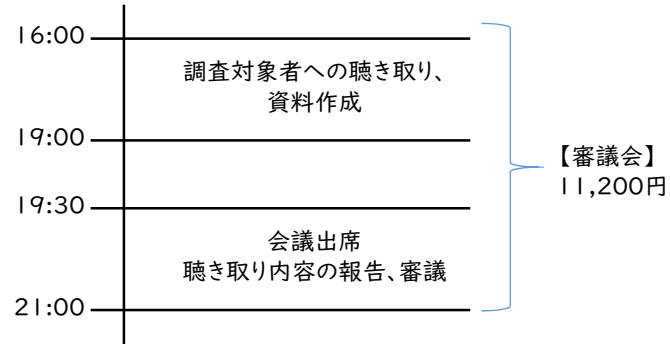 16:00
調査対象者への聴き取り、
資料作成
19:00
【審議会】
11,200円
19:30
会議出席
聴き取り内容の報告、審議
21:00